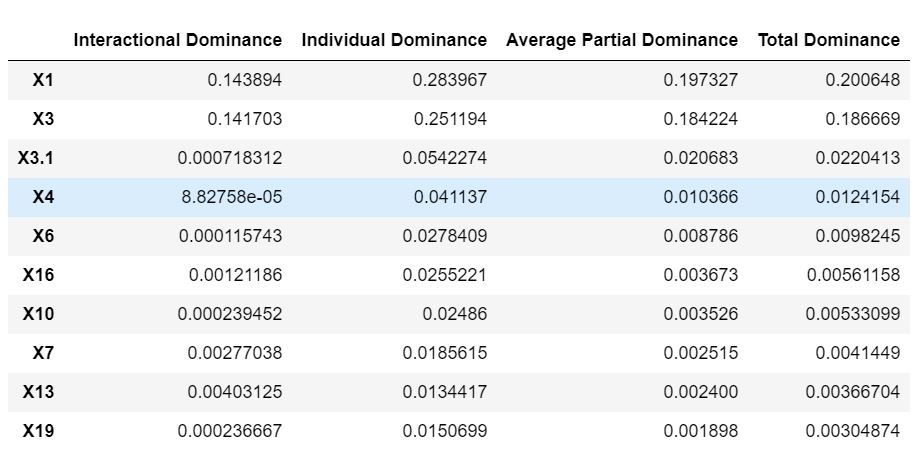 Interactional Dominance Individual Dominance Average Partial Dominance Total Dominance
X1 0.143894 0.283967 0.197327 0.200648
X3 0.141703 0.251194 0.184224 0.186669
X3.1 0.000718312 0.0542274 0.020683 0.0220413
X4 8.82758e-05 0.041137 0.010366 0.0124154
X6 0.000115743 0.0278409 0.008786 0.0098245
X16 0.00121186 0.0255221 0.003673 0.00561158
X10 0.000239452 0.02486 0.003526 0.00533099
X7 0.00277038 0.0185615 0.002515 0.0041449
X13 0.00403125 0.0134417 0.002400 0.00366704
X19 0.000236667 0.0150699 0.001898 0.00304874